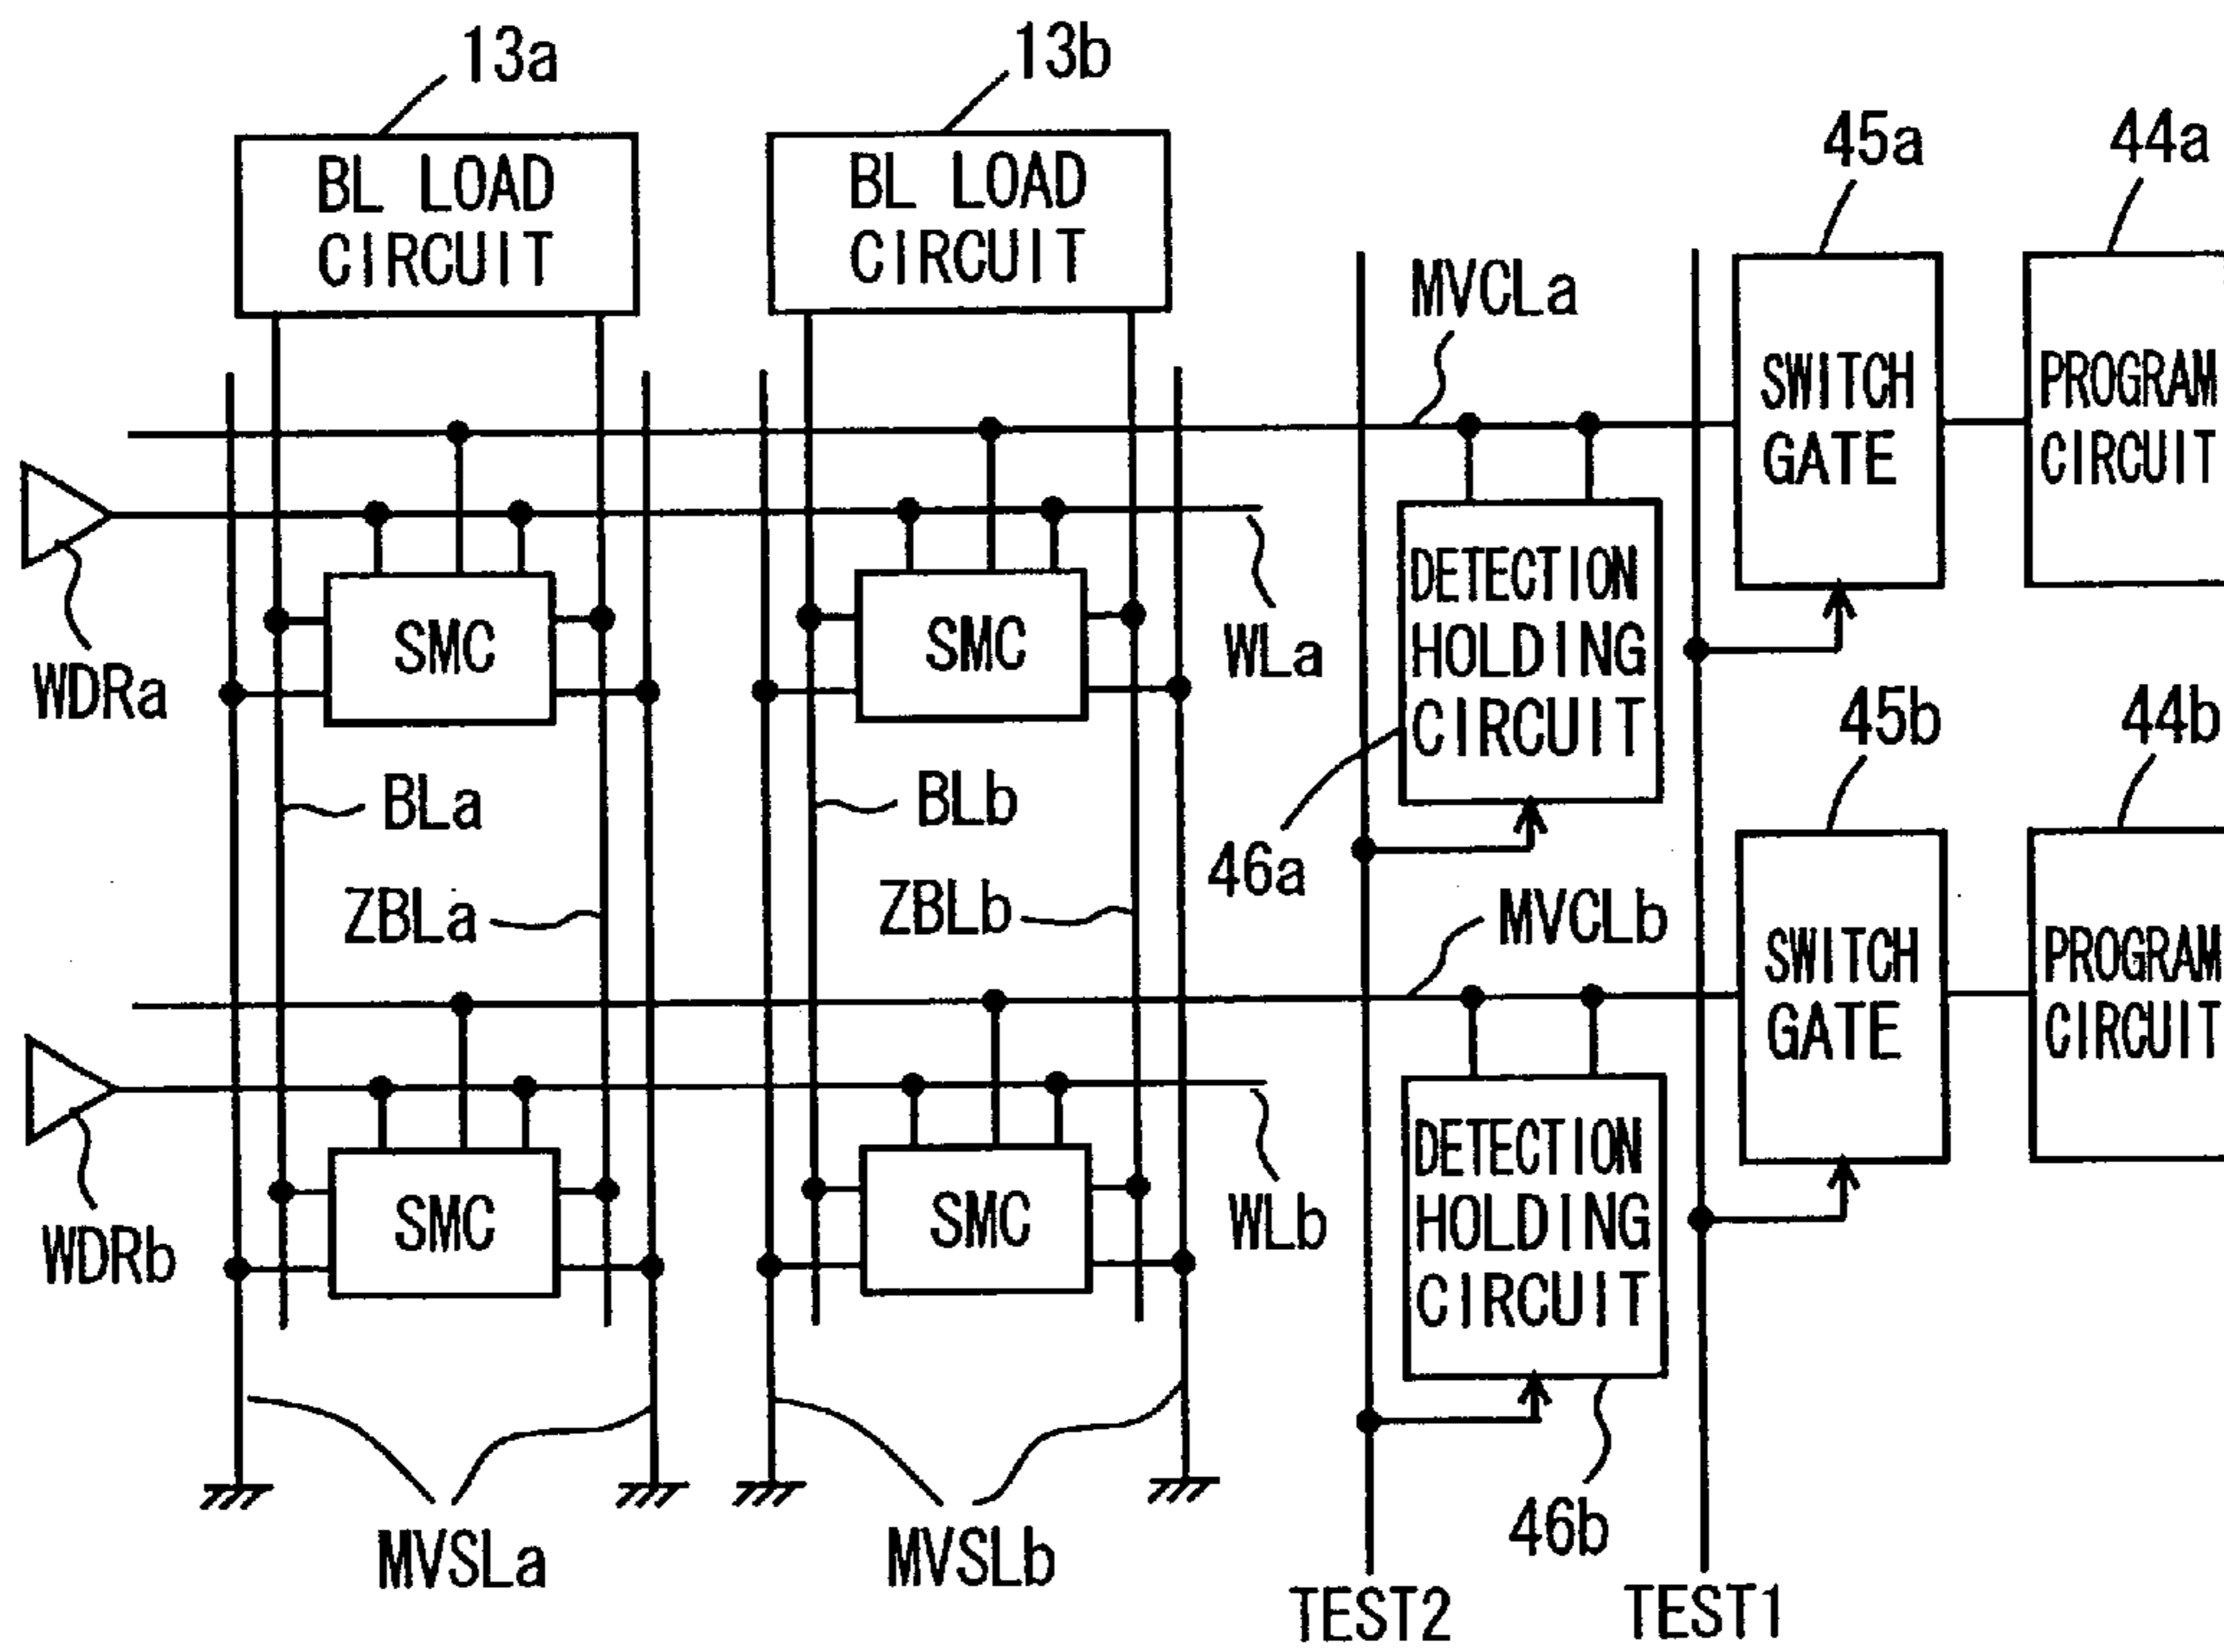 13a
13b
45a
44a
BL LOAD
CIRCUIT
BL LOAD
CIRCUIT
MVCLa
SWITCH
GATE
PROGRAM
CIRCUIT
DETECTION
HOLDING
CIRCUIT
SMC
SMC
WLa
WDRa
45b
44b
BLa
BLb
46a
ZBLa
ZBLb
MVCLb
SWITCH
GATE
PROGRAM
CIRCUIT
DETECTION
HOLDING
CIRCUIT
SMC
SMC
WLb
WDRb
46b
MVSLa
MVSLb
TEST2
TEST1